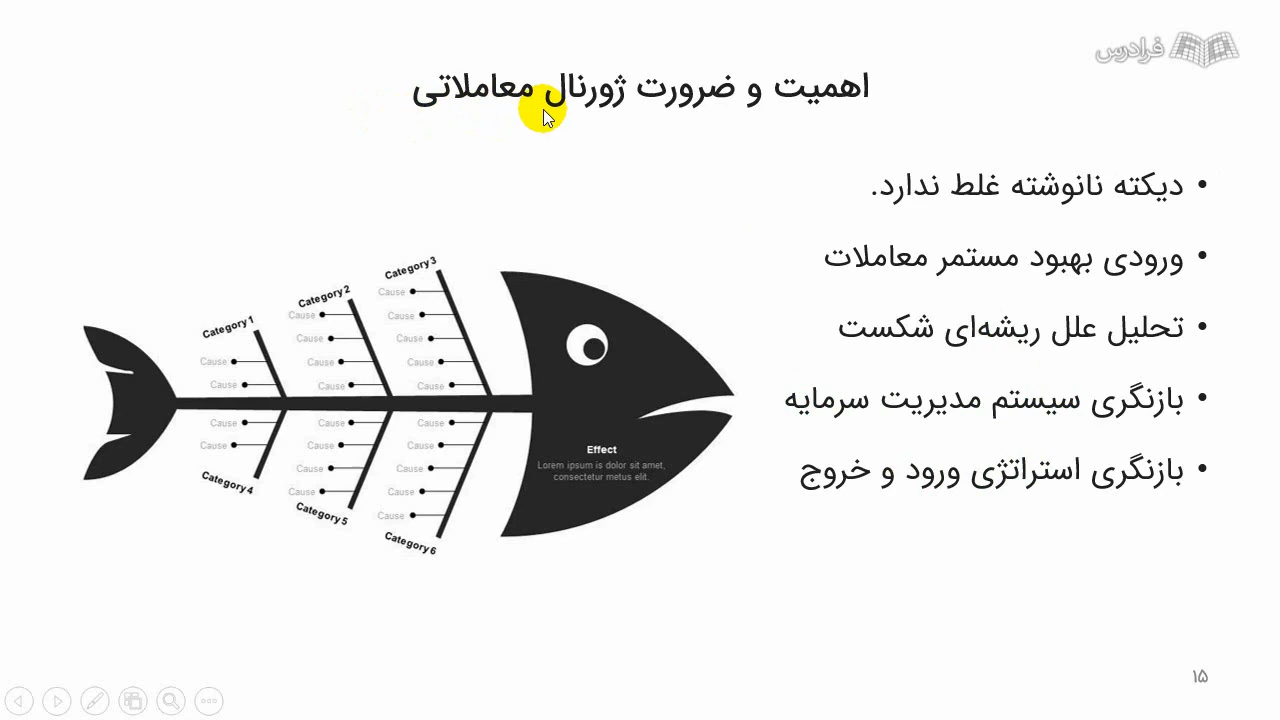 فرادرس
اهمیت و ضرورت ژورنال معاملاتی
• دیکته نانوشته غلط ندارد.
• ورودی بهبود مستمر معاملات
• تحلیل علل ریشه‌ای شکست
• بازنگری سیستم مدیریت سرمایه
• بازنگری استراتژی ورود و خروج
Category 1
Cause
Cause
Category 2
Cause
Cause
Cause
Cause
Category 3
Cause
Cause
Cause
Cause
Cause
Cause
Cause
Category 4
Cause
Cause
Cause
Cause
Category 5
Cause
Cause
Cause
Cause
Cause
Category 6
Effect
Lorem ipsum is dolor sit amet,
consectetur metus elit.
۱۵